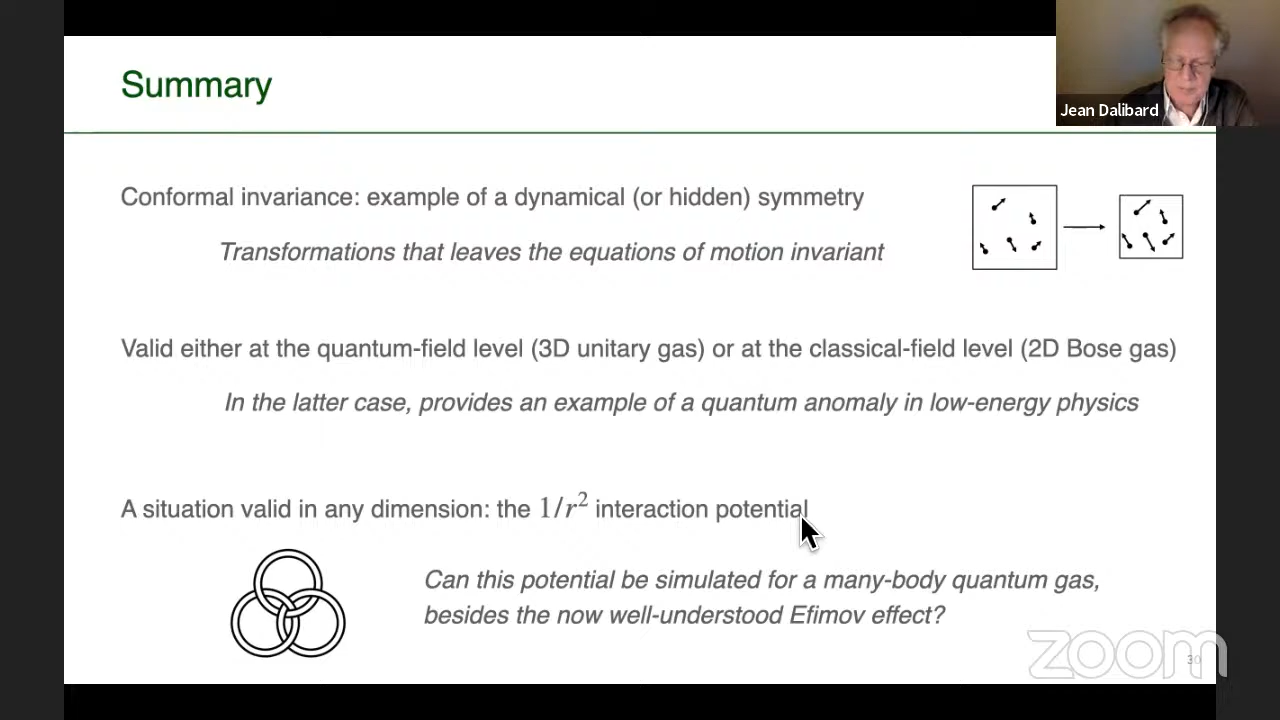 Summary
Jean Dalibard
Conformal invariance: example of a dynamical (or hidden) symmetry
Transformations that leaves the equations of motion invariant
Valid either at the quantum-field level (3D unitary gas) or at the classical-field level (2D Bose gas)
In the latter case, provides an example of a quantum anomaly in low-energy physics
A situation valid in any dimension: the 1/r² interaction potential
Can this potential be simulated for a many-body quantum gas,
besides the now well-understood Efimov effect?
zoom
30